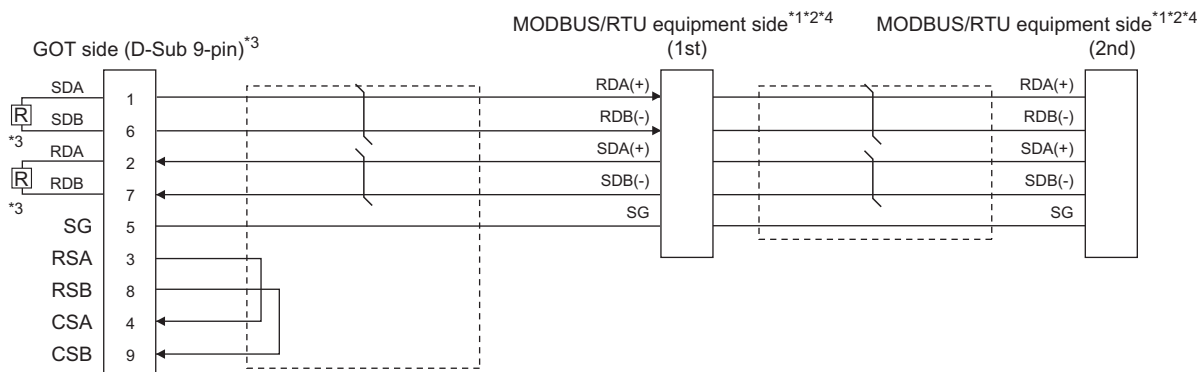 MODBUS/RTU equipment side*1*2*4
(1st)
MODBUS/RTU equipment side*1*2*4
(2nd)
GOT side (D-Sub 9-pin)*3
SDA 1 RDA(+) RDA(+)
R
SDB 6 RDB(-) RDB(-)
*3
RDA 2 SDA(+) SDA(+)
R
RDB 7 SDB(-) SDB(-)
*3
SG 5 SG SG
RSA 3
RSB 8
CSA 4
CSB 9